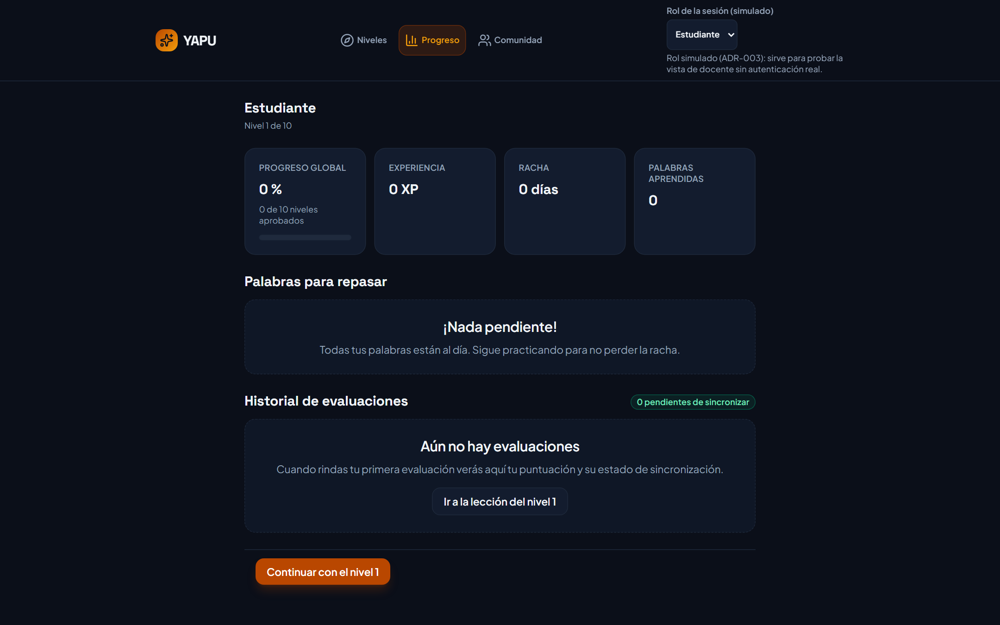 YAPU
Niveles
Progreso
Comunidad
Rol de la sesión (simulado)
Estudiante
Rol simulado (ADR-003): sirve para probar la
vista de docente sin autenticación real.
Estudiante
Nivel 1 de 10
PROGRESO GLOBAL
0 %
0 de 10 niveles
aprobados
EXPERIENCIA
0 XP
RACHA
0 días
PALABRAS
APRENDIDAS
0
Palabras para repasar
¡Nada pendiente!
Todas tus palabras están al día. Sigue practicando para no perder la racha.
Historial de evaluaciones
0 pendientes de sincronizar
Aún no hay evaluaciones
Cuando rindas tu primera evaluación verás aquí tu puntuación y su estado de sincronización.
Ir a la lección del nivel 1
Continuar con el nivel 1